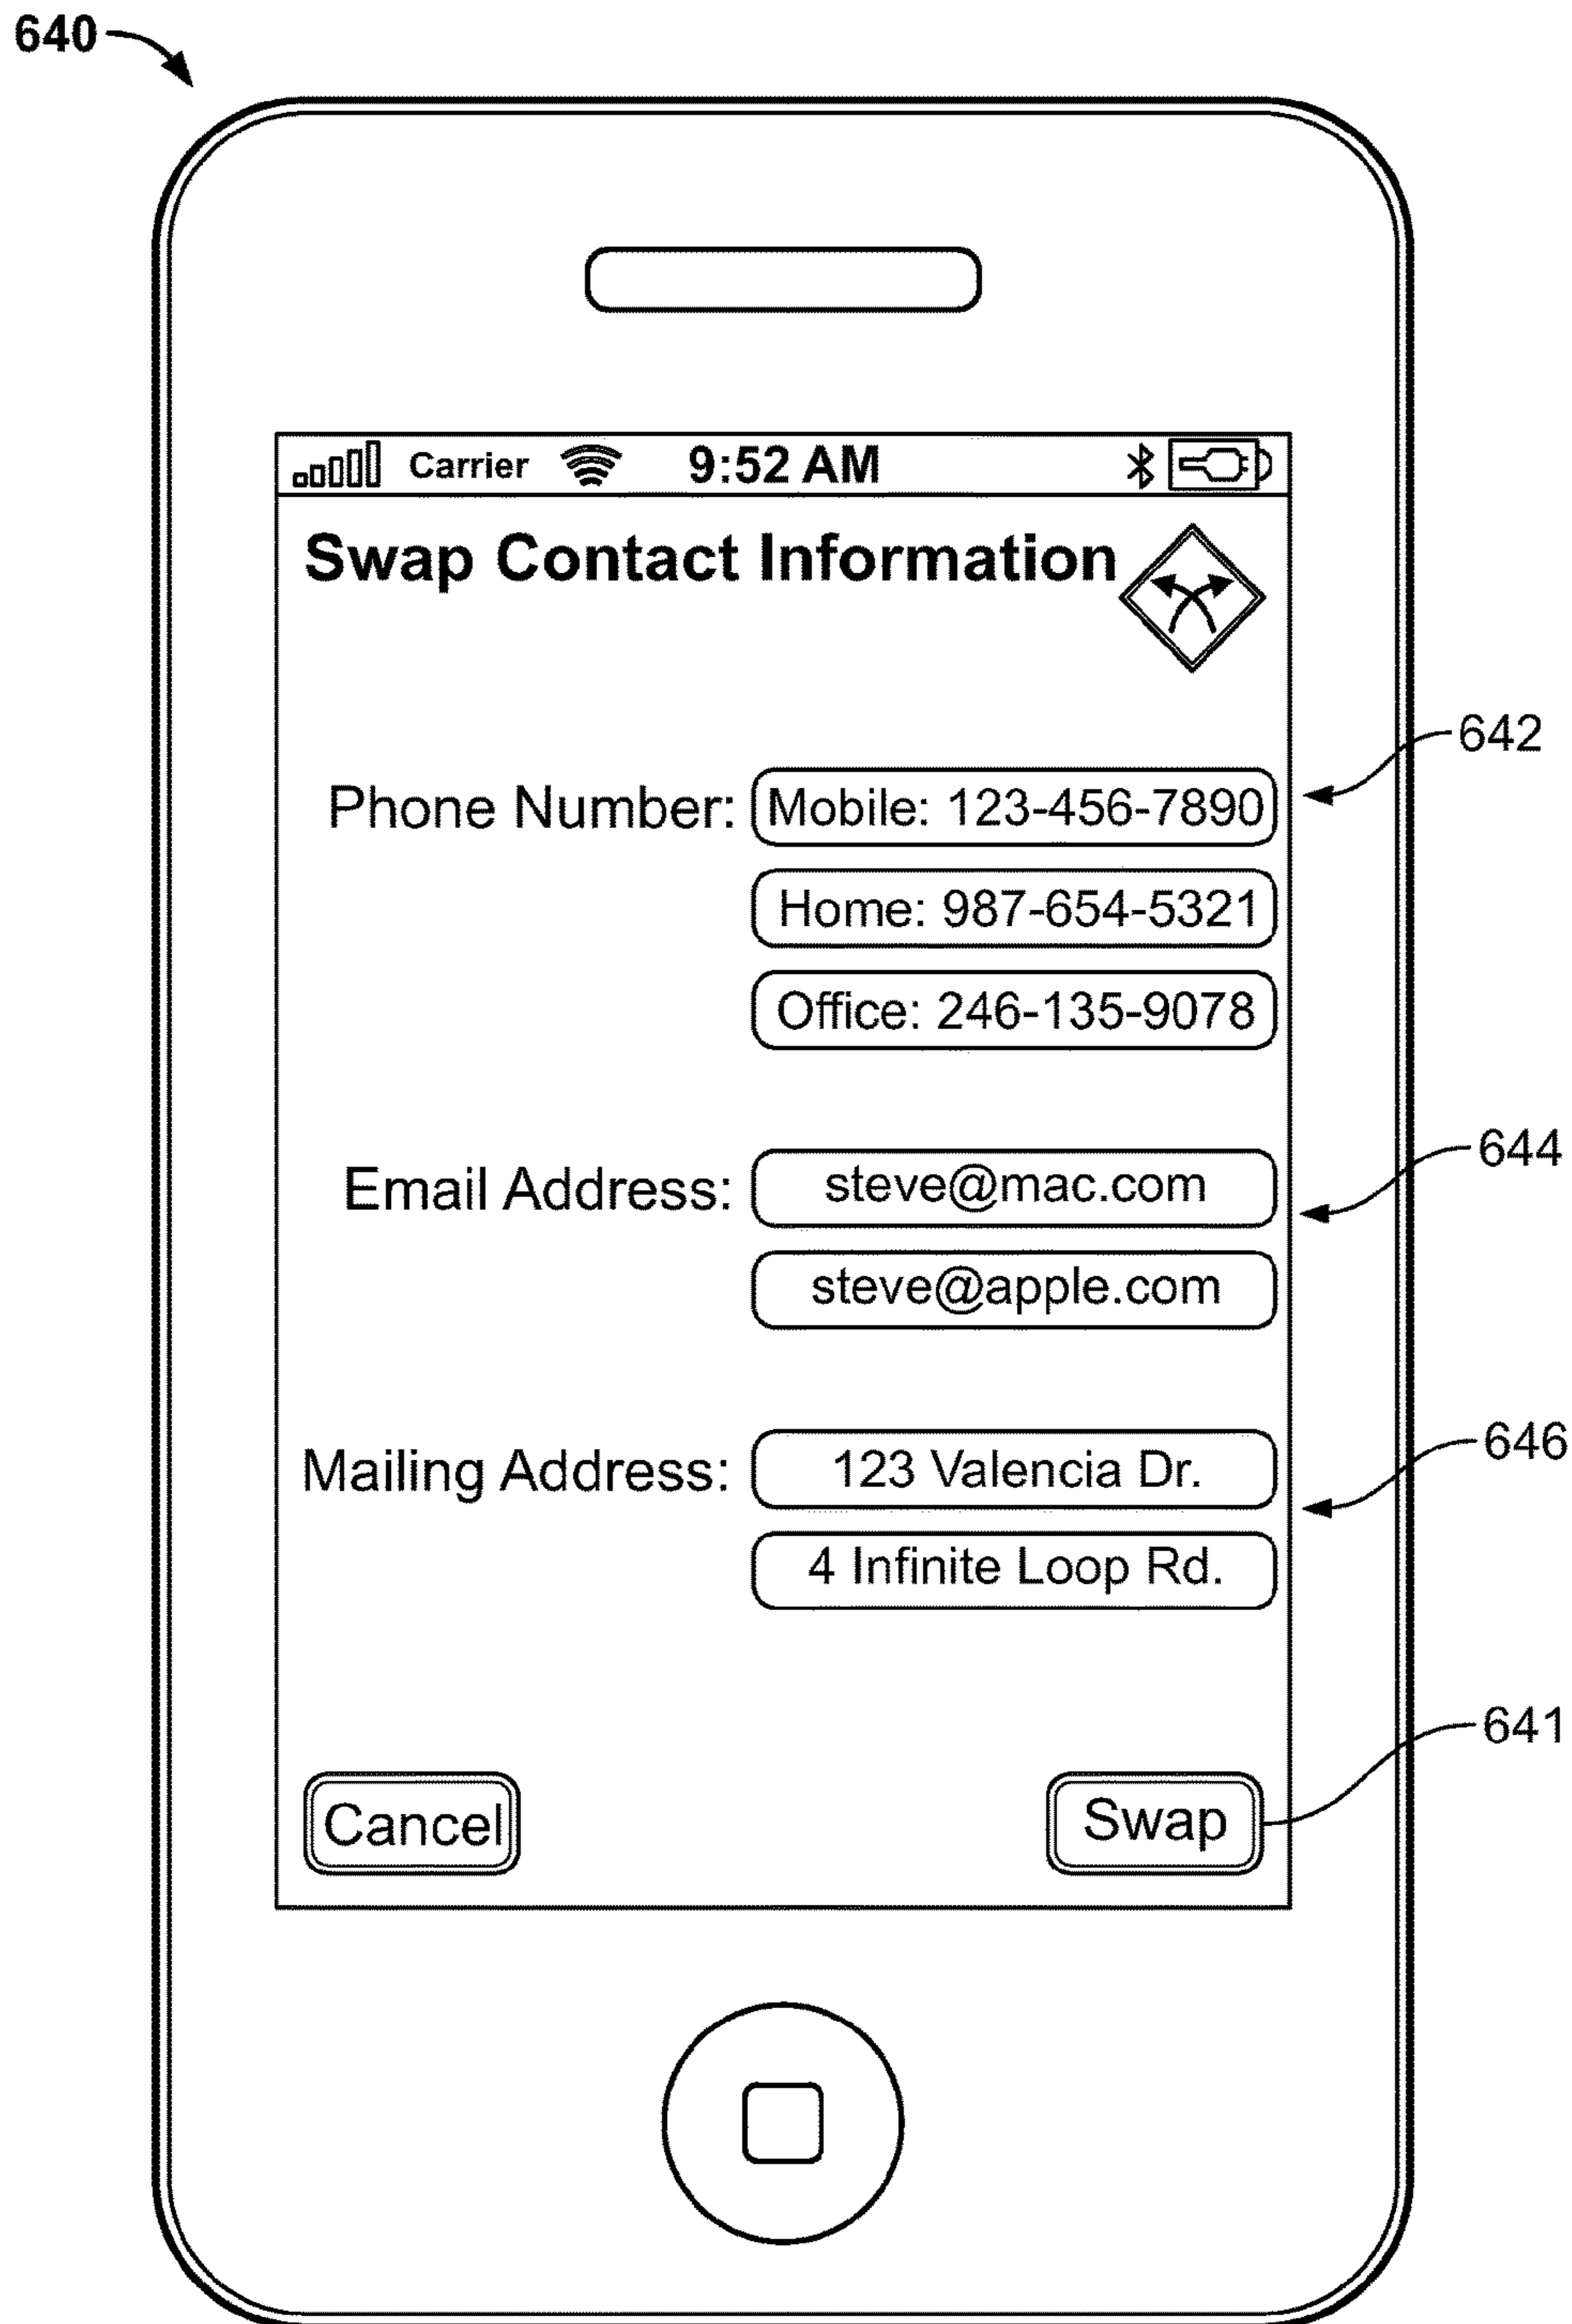 640
Carrier 9:52 AM
Swap Contact Information
642
Phone Number: Mobile: 123-456-7890
Home: 987-654-5321
Office: 246-135-9078
644
Email Address: steve@mac.com
steve@apple.com
646
Mailing Address: 123 Valencia Dr.
4 Infinite Loop Rd.
641
Cancel Swap